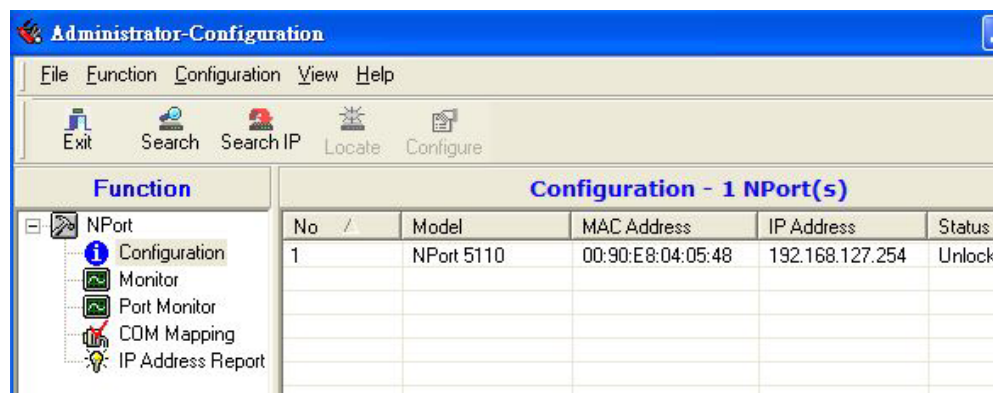 Administrator-Configuration
File Function Configuration View Help
Exit Search Search IP Locate Configure
Function
Configuration - 1 NPort(s)
NPort
Configuration
Monitor
Port Monitor
COM Mapping
IP Address Report
No Model MAC Address IP Address Status
1 NPort 5110 00:90:E8:04:05:48 192.168.127.254 Unlock